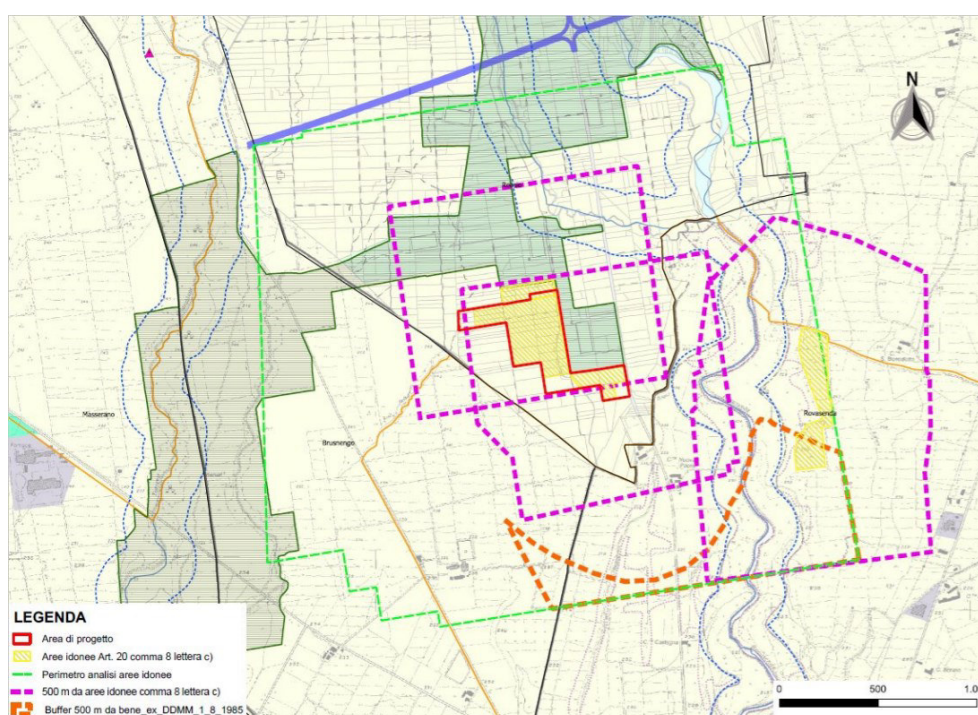 N
Masserano
Brusnengo
Rovasenda
LEGENDA
Area di progetto
Aree idonee Art. 20 comma 8 lettera c)
Perimetro analisi aree idonee
500 m da aree idonee comma 8 lettera c)
Buffer 500 m da bene_ex_DDMM_1_8_1985
0 500 1.0